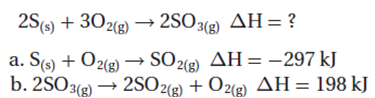 2S(s) + 3O2(g) → 2SO3(g) ΔH = ?
a. S(s) + O2(g) → SO2(g) ΔH = −297 kJ
b. 2SO3(g) → 2SO2(g) + O2(g) ΔH = 198 kJ